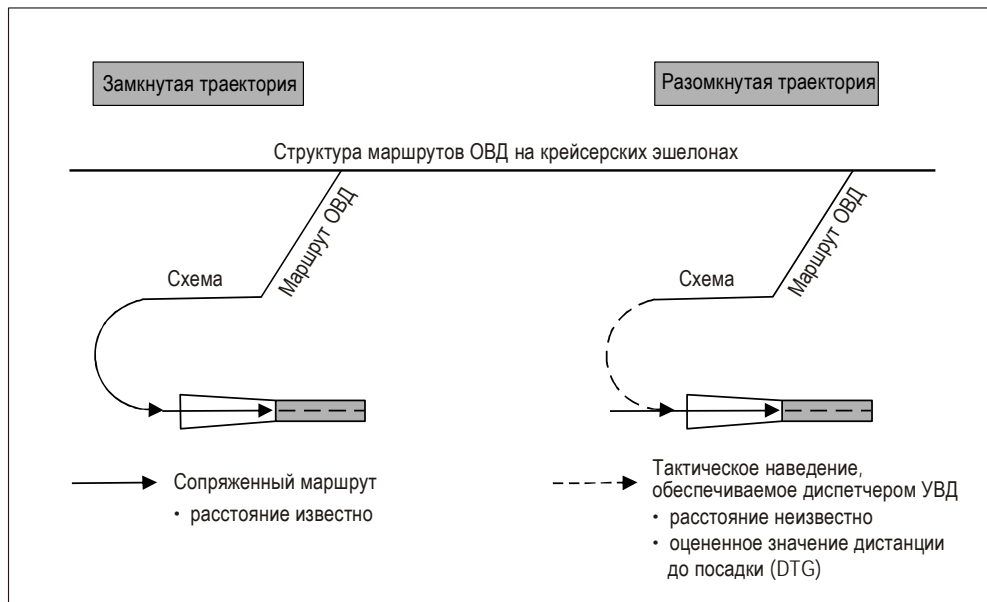 Замкнутая траектория
Разомкнутая траектория
Структура маршрутов ОВД на крейсерских эшелонах
Схема
Маршрут ОВД
Схема
Маршрут ОВД
Сопряженный маршрут
• расстояние известно
Тактическое наведение,
обеспечиваемое диспетчером УВД
• расстояние неизвестно
• оцененное значение дистанции
до посадки (DTG)